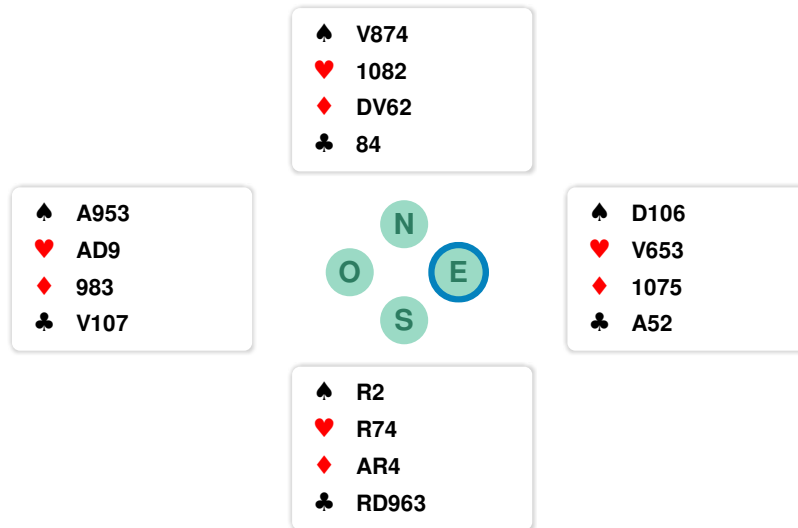 ♠ V874
♥ 1082
♦ DV62
♣ 84
♠ A953
♥ AD9
♦ 983
♣ V107
N
O
E
S
♠ D106
♥ V653
♦ 1075
♣ A52
♠ R2
♥ R74
♦ AR4
♣ RD963